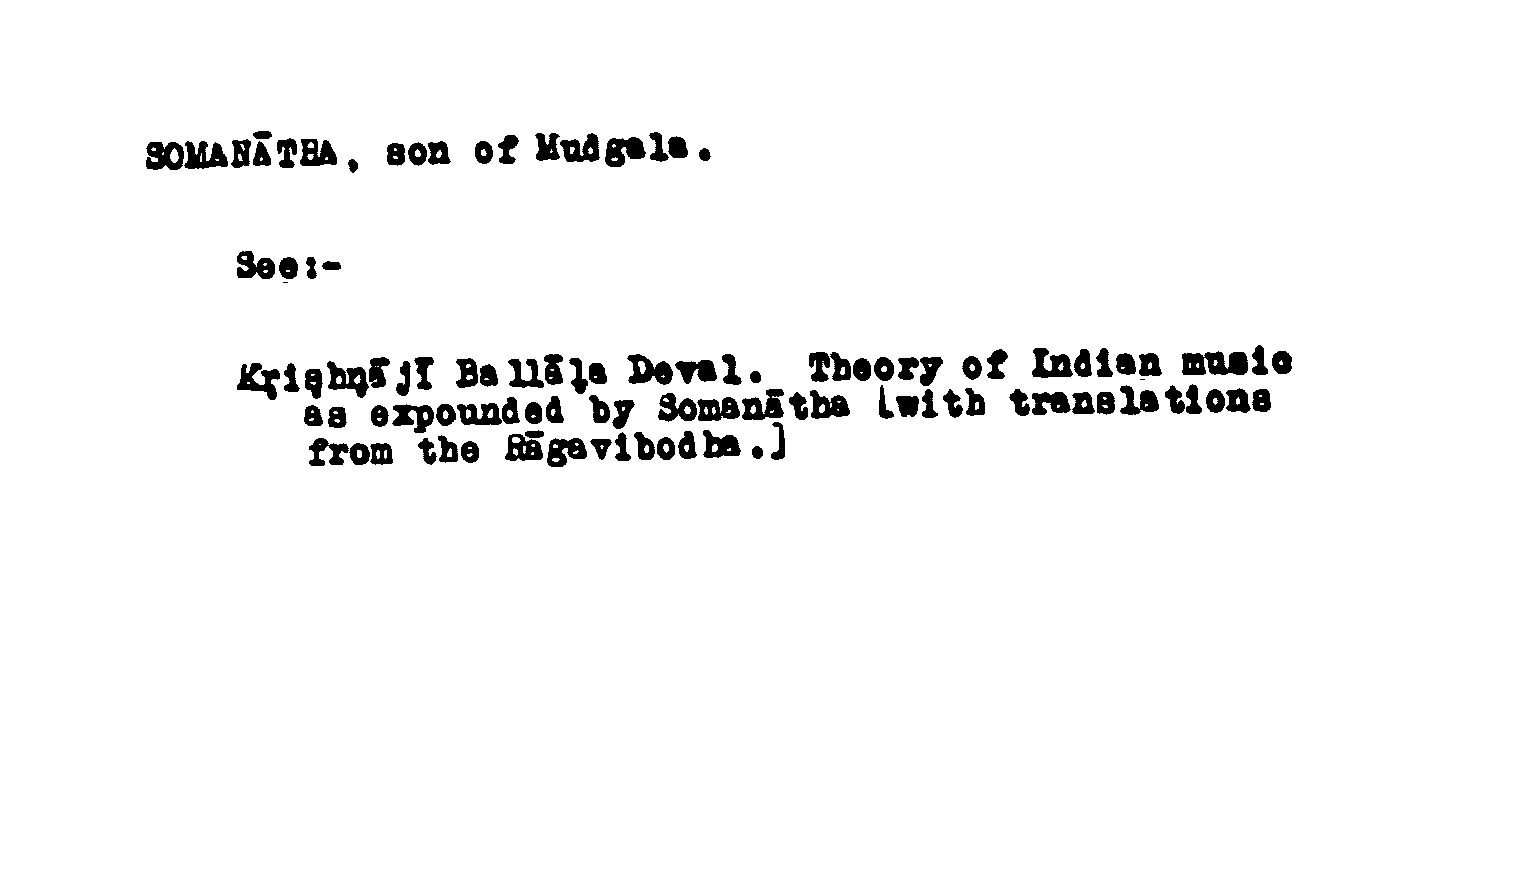 SOMANĀTHA, son of Mudgala.
See:-
Kṛiṣhṇājī Ballāḷa Deval. Theory of Indian music
as expounded by Somanātha [with translations
from the Rāgavibodha.]